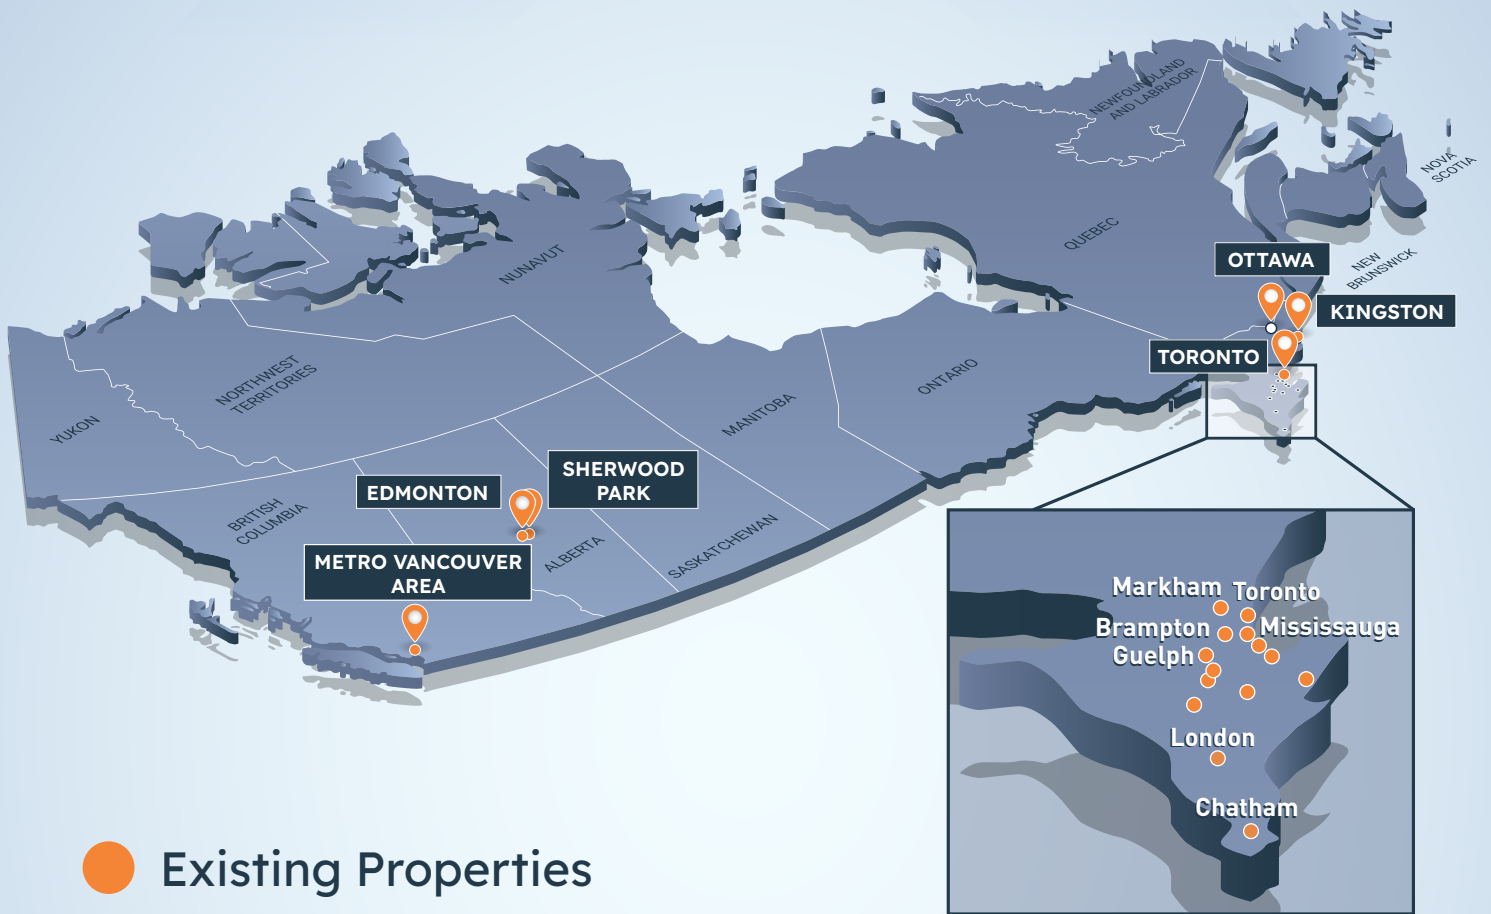 NEWFOUNDLAND
AND LABRADOR
NOVA
SCOTIA
QUEBEC
NUNAVUT
OTTAWA
NEW
BRUNSWICK
KINGSTON
TORONTO
NORTHWEST
TERRITORIES
ONTARIO
YUKON
MANITOBA
SHERWOOD
PARK
EDMONTON
BRITISH
COLUMBIA
ALBERTA
SASKATCHEWAN
METRO VANCOUVER
AREA
Markham
Toronto
Brampton
Mississauga
Guelph
London
Chatham
Existing Properties